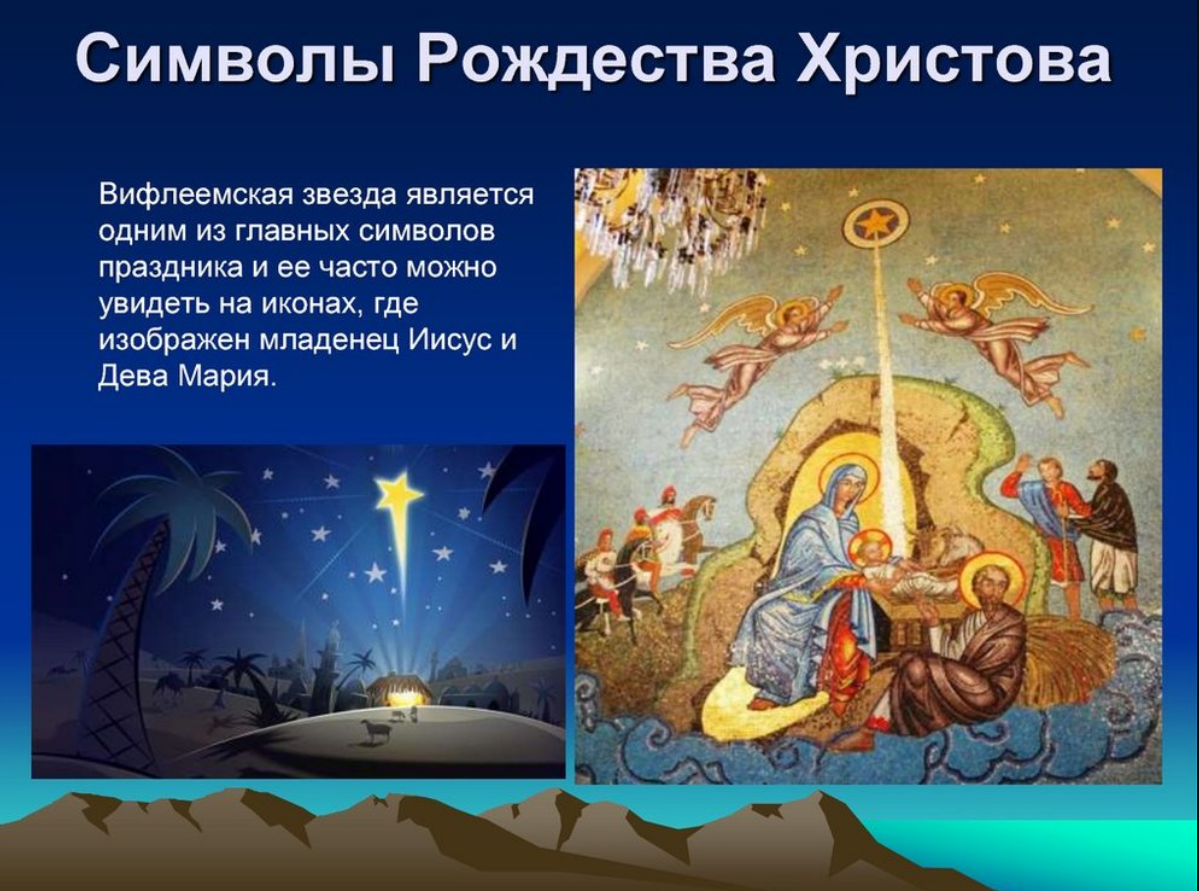 Символы Рождества Христова
Вифлеемская звезда является
одним из главных символов
праздника и ее часто можно
увидеть на иконах, где
изображен младенец Иисус и
Дева Мария.